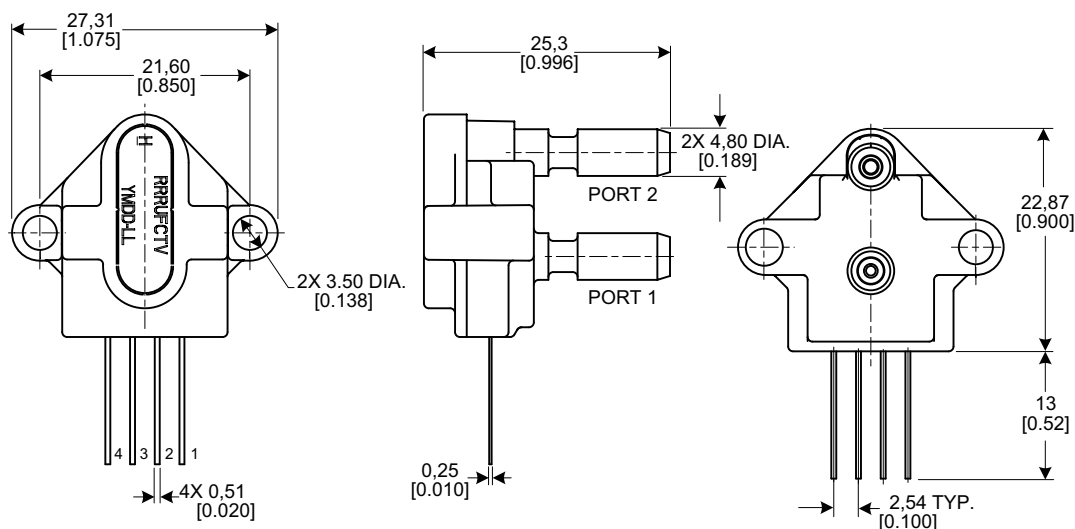 27,31
[1.075]
21,60
[0.850]
H
RRRUFCTV
YMDD-LL
2X 3.50 DIA.
[0.138]
4
3
2
1
4X 0,51
[0.020]
25,3
[0.996]
2X 4,80 DIA.
[0.189]
PORT 2
PORT 1
0,25
[0.010]
22,87
[0.900]
13
[0.52]
2,54 TYP.
[0.100]